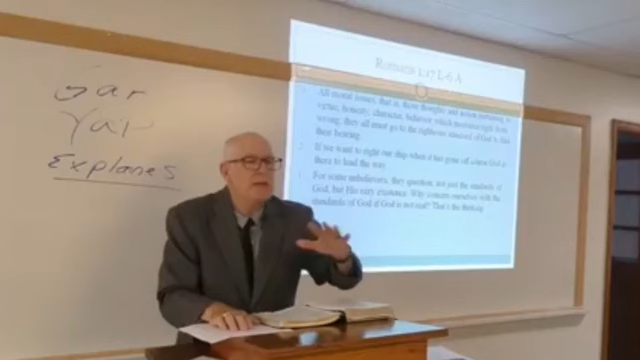 Yar
Explanes
Romans 1:17 L-6 A
All moral issues, that is, those thoughts and action pertaining to
virtue, honesty, character, behavior, which right from
wrong, they all must go to the righteous standard of God to find
their bearing.
If we want to right our ship when it has gone off course God is
there to lead the way.
For some unbelievers, they question, not just the standards of
God, but His very existence. Why concern ourselves with the
standards of God if God is not real? That's the thinking